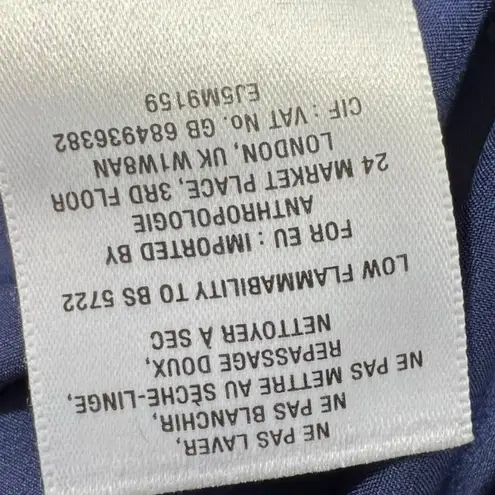 NE PAS LAVER,
NE PAS BLANCHIR,
NE PAS METTRE AU SÈCHE-LINGE,
REPASSAGE DOUX,
NETTOYER À SEC
LOW FLAMMABILITY TO BS 5722
FOR EU : IMPORTED BY
ANTHROPOLOGIE
24 MARKET PLACE, 3RD FLOOR
LONDON, UK W1W8AN
CIF : VAT No. GB 684936382
EJ5M9159